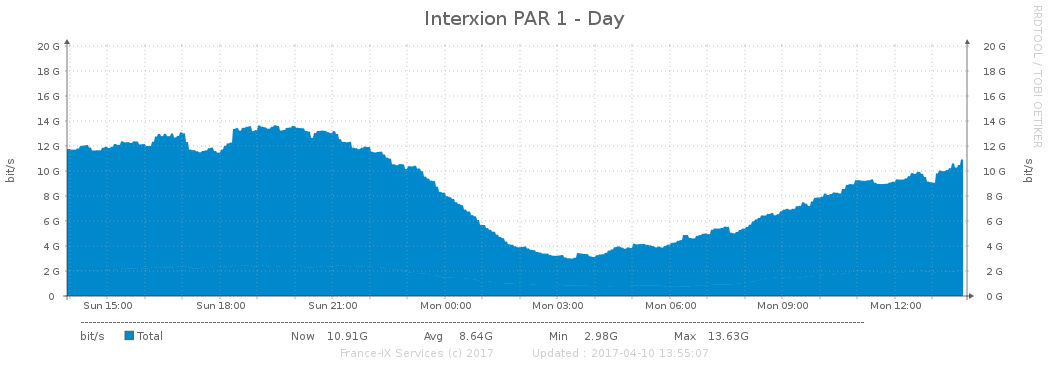 Interxion PAR 1 - Day
RRDTOOL / TOBI OETIKER
bit/s
20 G 20 G
18 G 18 G
16 G 16 G
14 G 14 G
12 G 12 G
10 G 10 G
8 G 8 G
6 G 6 G
4 G 4 G
2 G 2 G
0 0 G
bit/s
Sun 15:00 Sun 18:00 Sun 21:00 Mon 00:00 Mon 03:00 Mon 06:00 Mon 09:00 Mon 12:00
bit/s Total Now 10.91G Avg 8.64G Min 2.98G Max 13.63G
France-IX Services (c) 2017 Updated : 2017-04-10 13:55:07